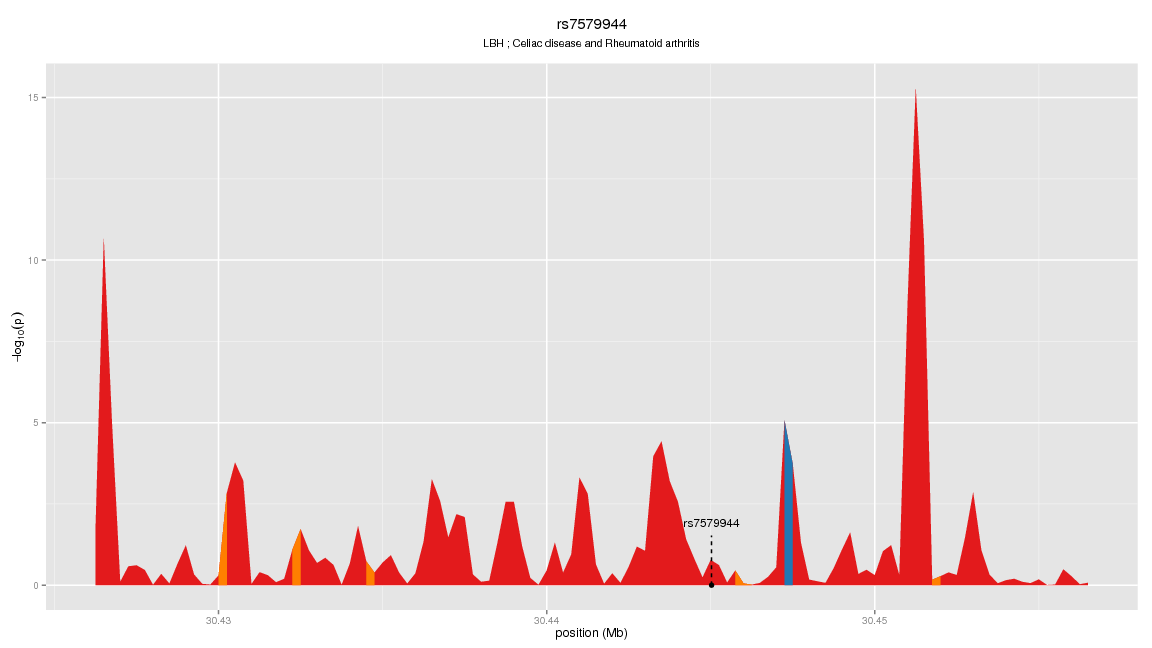 rs7579944
LBH ; Celiac disease and Rheumatoid arthritis
15
10
5
0
−log10(p)
rs7579944
30.43
30.44
30.45
position (Mb)